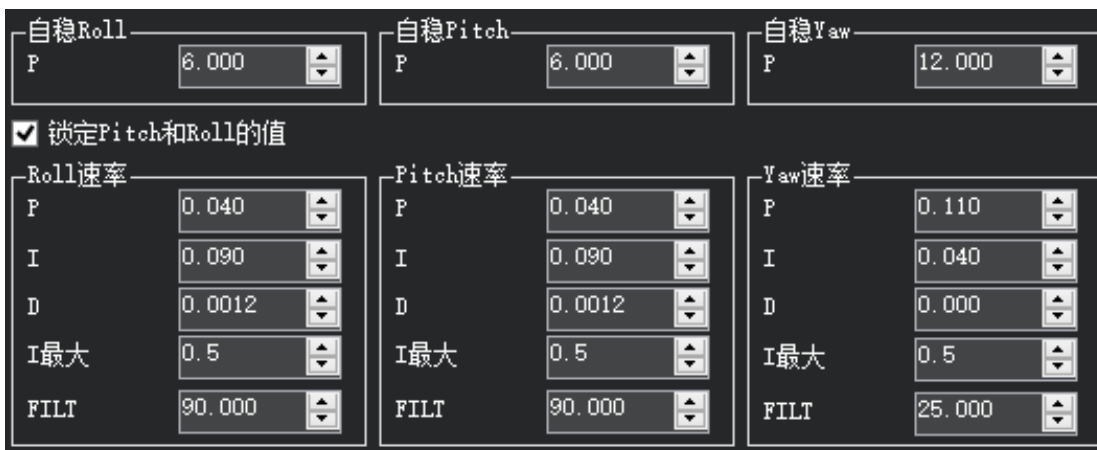 自稳Roll 自稳Pitch 自稳Yaw
P 6.000 P 6.000 P 12.000
锁定Pitch和Roll的值
Roll速率 Pitch速率 Yaw速率
P 0.040 P 0.040 P 0.110
I 0.090 I 0.090 I 0.040
D 0.0012 D 0.0012 D 0.000
I最大 0.5 I最大 0.5 I最大 0.5
FILT 90.000 FILT 90.000 FILT 25.000